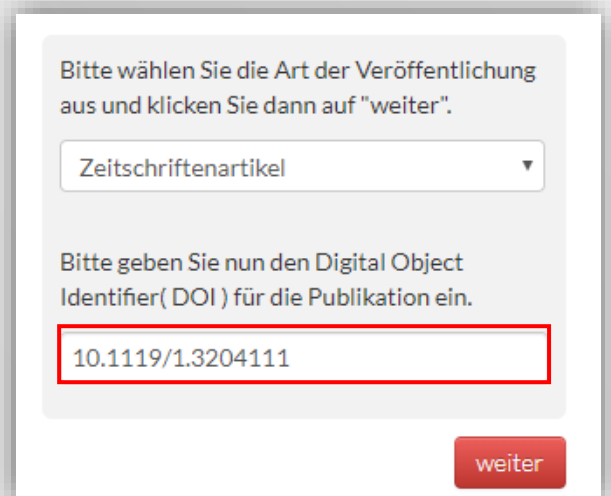 Bitte wählen Sie die Art der Veröffentlichung
aus und klicken Sie dann auf "weiter".
Zeitschriftenartikel
Bitte geben Sie nun den Digital Object
Identifier( DOI ) für die Publikation ein.
10.1119/1.3204111
weiter